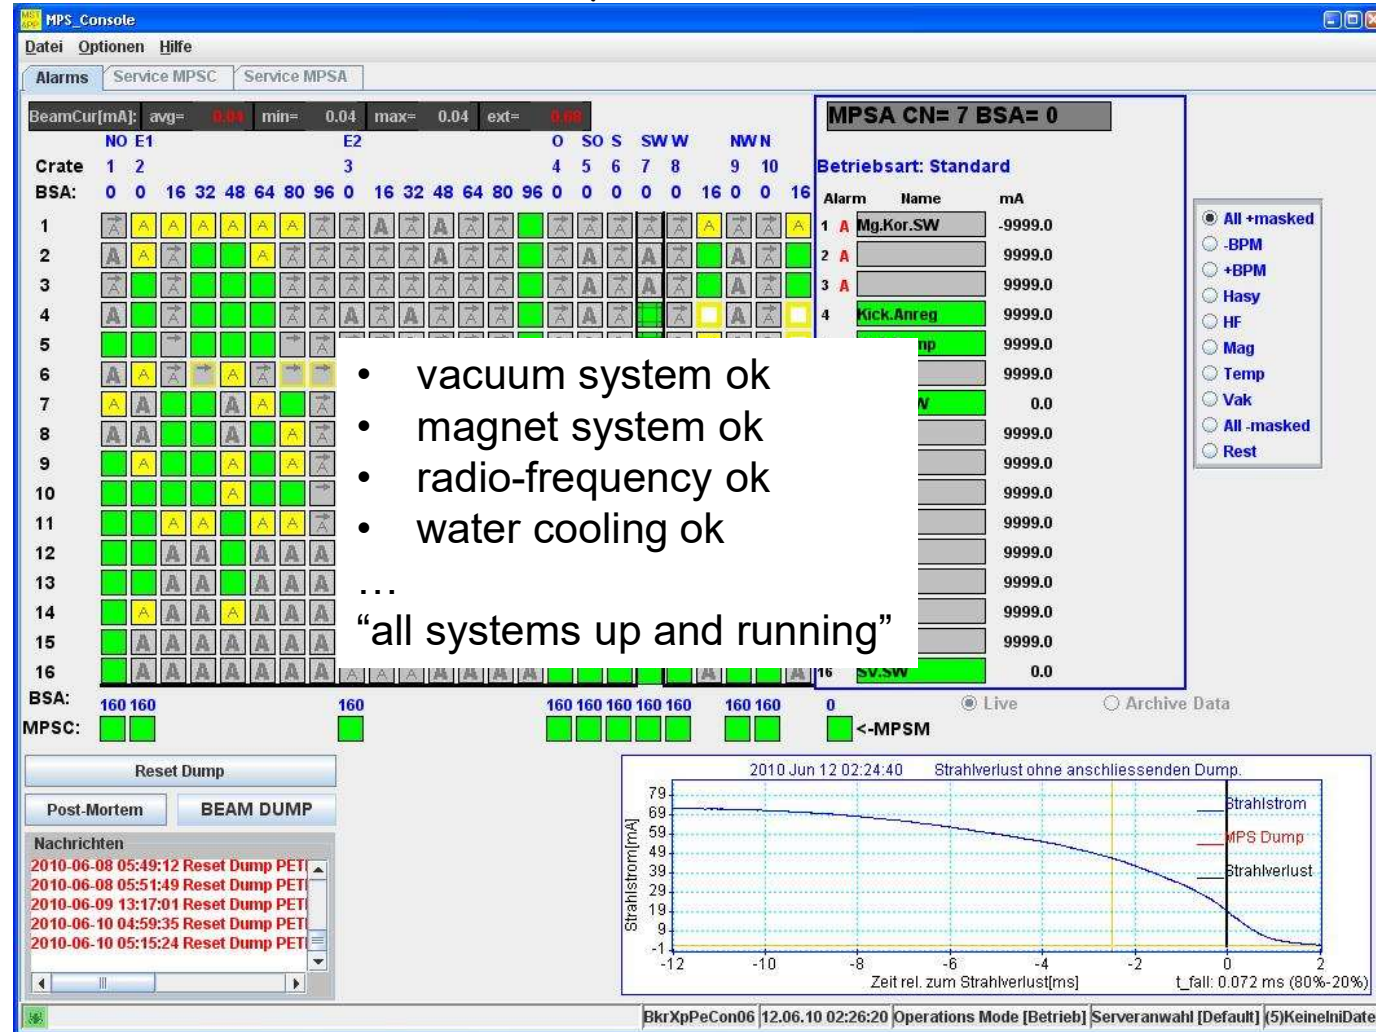 MST APP MPS_Console
Datei Optionen Hilfe
Alarms Service MPSC Service MPSA
BeamCur[mA]: avg= 0.04 min= 0.04 max= 0.04 ext= 0.08
NO E1 E2 O SO S SW W NW N
Crate 1 2 3 4 5 6 7 8 9 10
BSA: 0 0 16 32 48 64 80 96 0 16 32 48 64 80 96 0 0 0 0 0 16 0 0 16
1
2
3
4
5
6
7
8
9
10
11
12
13
14
15
16
BSA: 160 160 160 160 160 160 160 160 160 160 0
MPSC: <-MPSM
• vacuum system ok
• magnet system ok
• radio-frequency ok
• water cooling ok
…
“all systems up and running”
MPSA CN= 7 BSA= 0
Betriebsart: Standard
Alarm Name mA
1 A Mg.Kor.SW -9999.0
2 A 9999.0
3 A 9999.0
4 Kick.Anreg 9999.0
9999.0
9999.0
0.0
9999.0
9999.0
9999.0
9999.0
9999.0
9999.0
9999.0
9999.0
16 SV.SW 0.0
All +masked
-BPM
+BPM
Hasy
HF
Mag
Temp
Vak
All -masked
Rest
Live Archive Data
Reset Dump
Post-Mortem BEAM DUMP
Nachrichten
2010-06-08 05:49:12 Reset Dump PET
2010-06-08 05:51:49 Reset Dump PET
2010-06-09 13:17:01 Reset Dump PET
2010-06-10 04:59:35 Reset Dump PET
2010-06-10 05:15:24 Reset Dump PET
2010 Jun 12 02:24:40 Strahlverlust ohne anschliessenden Dump.
Strahlstrom[mA]
79
69
59
49
39
29
19
9
-1
Strahlstrom
MPS Dump
Strahlverlust
-12 -10 -8 -6 -4 -2 0 2
Zeit rel. zum Strahlverlust[ms] t_fall: 0.072 ms (80%-20%)
BkrXpPeCon06 12.06.10 02:26:20 Operations Mode [Betrieb] Serveranwahl [Default] (5)KeineIniDate